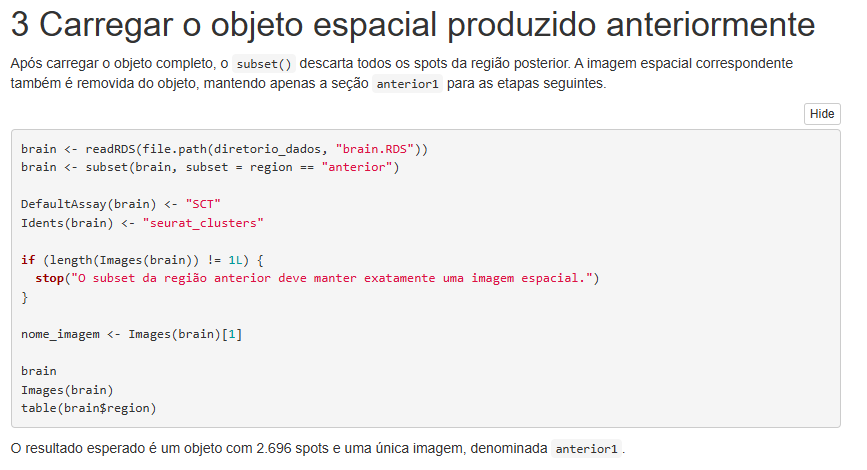 3 Carregar o objeto espacial produzido anteriormente
Após carregar o objeto completo, o subset() descarta todos os spots da região posterior. A imagem espacial correspondente
também é removida do objeto, mantendo apenas a seção anterior1 para as etapas seguintes.
Hide
brain <- readRDS(file.path(diretorio_dados, "brain.RDS"))
brain <- subset(brain, subset = region == "anterior")
DefaultAssay(brain) <- "SCT"
Idents(brain) <- "seurat_clusters"
if (length(Images(brain)) != 1L) {
  stop("O subset da região anterior deve manter exatamente uma imagem espacial.")
}
nome_imagem <- Images(brain)[1]
brain
Images(brain)
table(brain$region)
O resultado esperado é um objeto com 2.696 spots e uma única imagem, denominada anterior1.